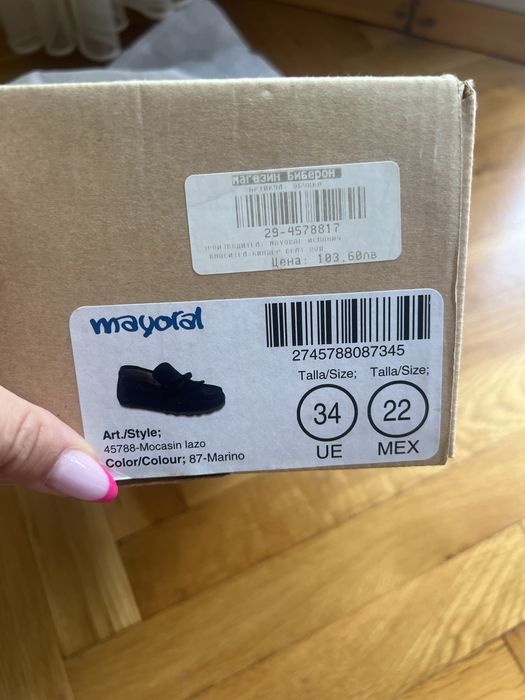 Магазин Биберон
29-4578817
Цена: 103.60лв
mayoral
2745788087345
Talla/Size; Talla/Size;
34 22
UE MEX
Art./Style;
45788-Mocasin lazo
Color/Colour; 87-Marino